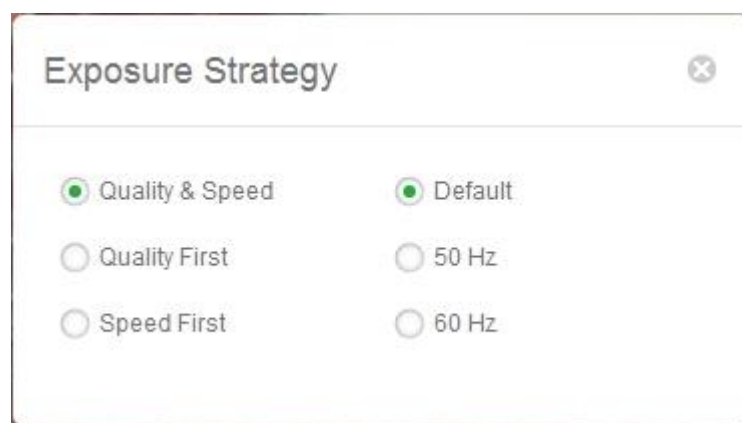 Exposure Strategy
Quality & Speed Default
Quality First 50 Hz
Speed First 60 Hz